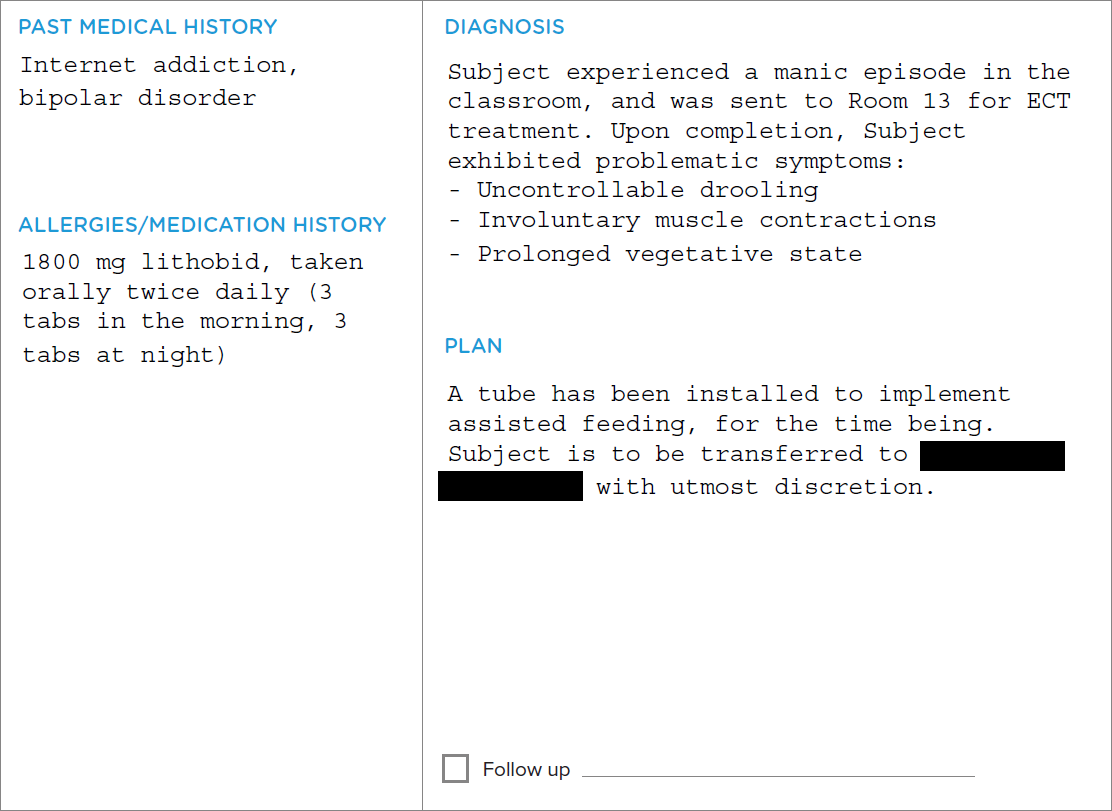 PAST MEDICAL HISTORY
Internet addiction,
bipolar disorder
ALLERGIES/MEDICATION HISTORY
1800 mg lithobid, taken
orally twice daily (3
tabs in the morning, 3
tabs at night)
DIAGNOSIS
Subject experienced a manic episode in the
classroom, and was sent to Room 13 for ECT
treatment. Upon completion, Subject
exhibited problematic symptoms:
- Uncontrollable drooling
- Involuntary muscle contractions
- Prolonged vegetative state
PLAN
A tube has been installed to implement
assisted feeding, for the time being.
Subject is to be transferred to
with utmost discretion.
Follow up